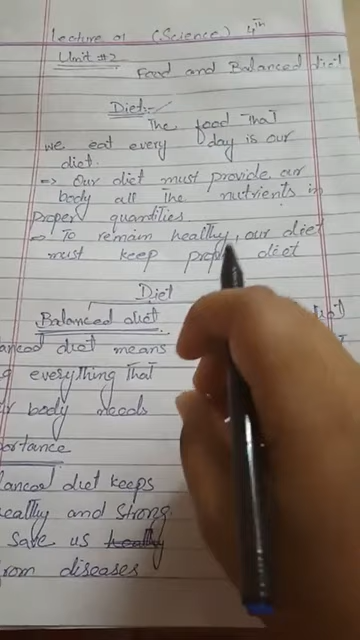 Lecture 01 (Science) 4th
Unit #2
Food and Balanced diet
Diet:-
The food That
we eat every day is our
diet.
=> Our diet must provide our
body all The nutrients in
Proper quantities
=> To remain healthy, our diet
must keep diet
Diet
Balanced diet
diet means
everything That
body needs
diet keeps
healthy and strong.
save us
from diseases